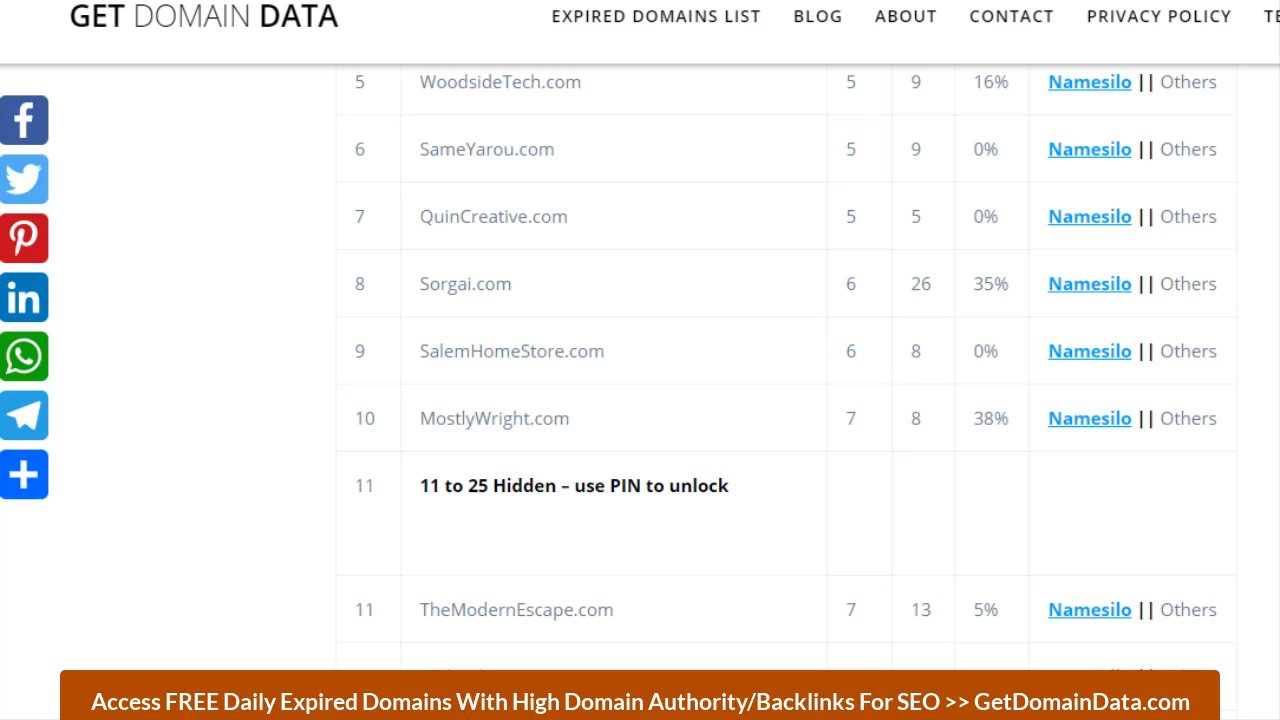 GET DOMAIN DATA EXPIRED DOMAINS LIST BLOG ABOUT CONTACT PRIVACY POLICY
5 WoodsideTech.com 5 9 16% Namesilo || Others
6 SameYarou.com 5 9 0% Namesilo || Others
7 QuinCreative.com 5 5 0% Namesilo || Others
8 Sorgai.com 6 26 35% Namesilo || Others
9 SalemHomeStore.com 6 8 0% Namesilo || Others
10 MostlyWright.com 7 8 38% Namesilo || Others
11 11 to 25 Hidden – use PIN to unlock
11 TheModernEscape.com 7 13 5% Namesilo || Others
Access FREE Daily Expired Domains With High Domain Authority/Backlinks For SEO >> GetDomainData.com